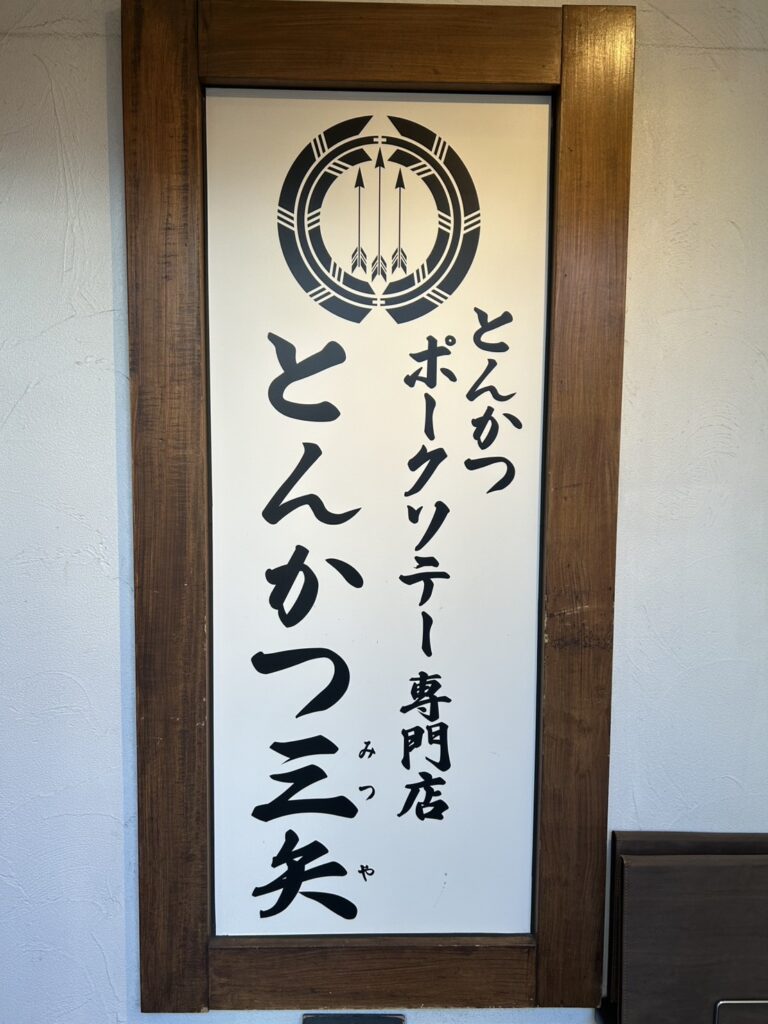 とんかつ
ポークソテー専門店
とんかつ三矢
みつや